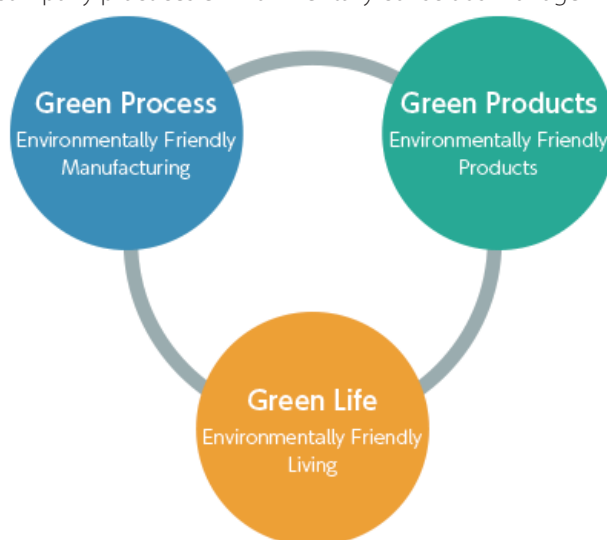 Green Process
Environmentally Friendly
Manufacturing
Green Products
Environmentally Friendly
Products
Green Life
Environmentally Friendly
Living